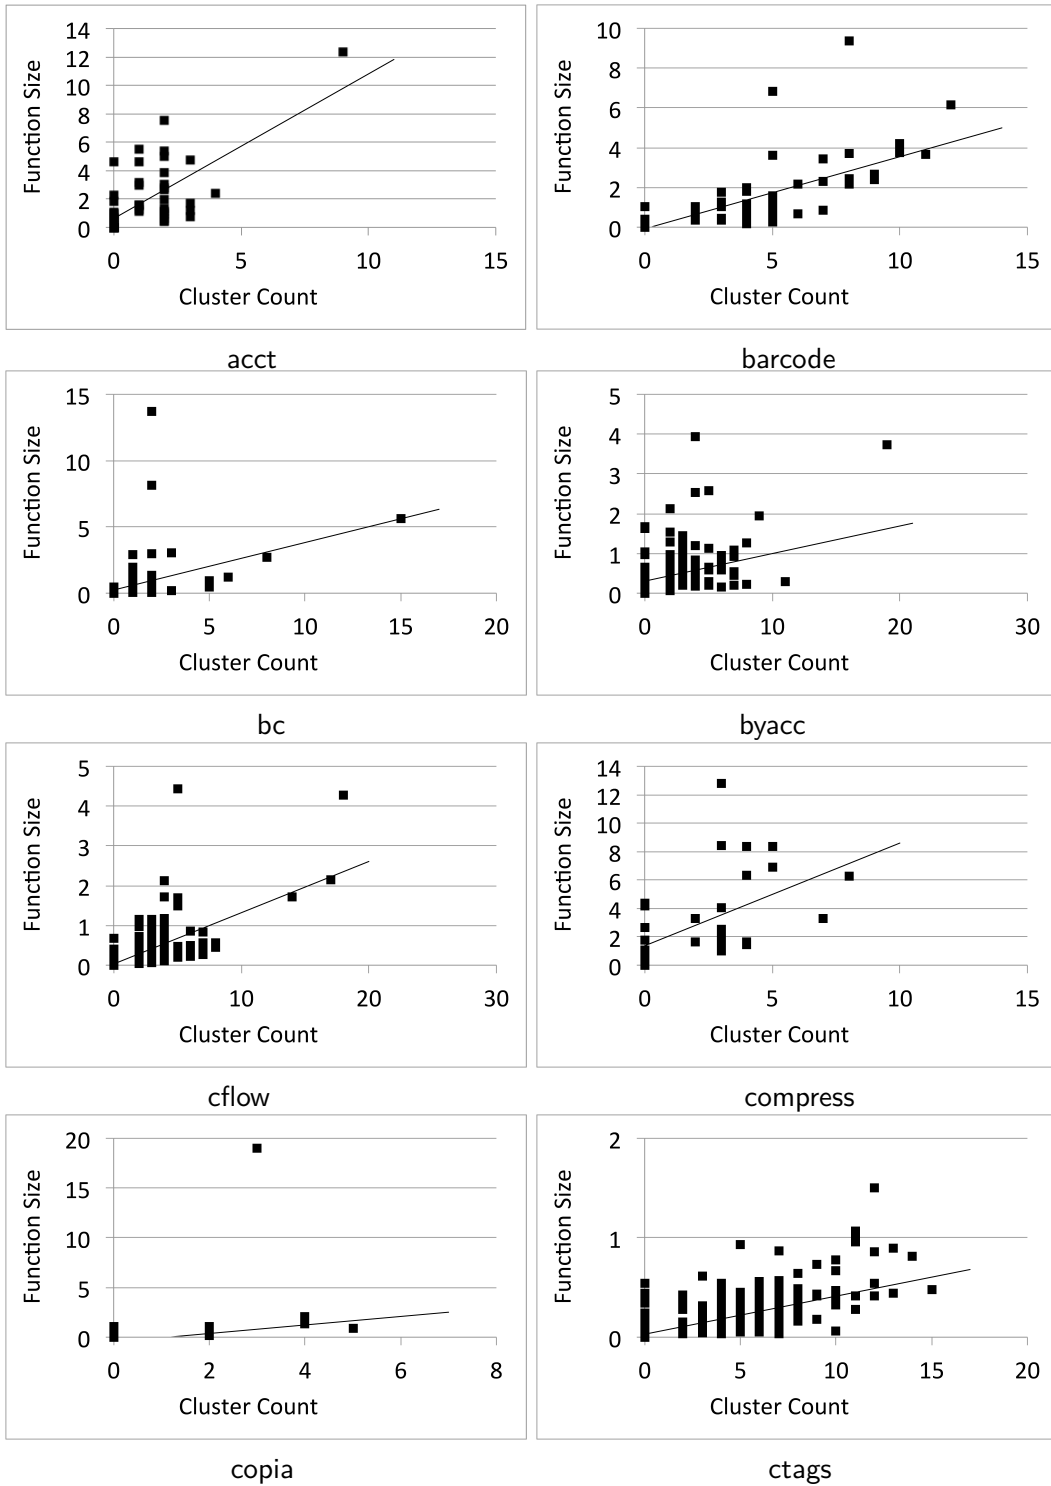 14
12
10
8
6
4
2
0
Function Size
0 5 10 15
Cluster Count
acct
10
8
6
4
2
0
Function Size
0 5 10 15
Cluster Count
barcode
15
10
5
0
Function Size
0 5 10 15 20
Cluster Count
bc
5
4
3
2
1
0
Function Size
0 10 20 30
Cluster Count
byacc
5
4
3
2
1
0
Function Size
0 10 20 30
Cluster Count
cflow
14
12
10
8
6
4
2
0
Function Size
0 5 10 15
Cluster Count
compress
20
15
10
5
0
Function Size
0 2 4 6 8
Cluster Count
copia
2
1
0
Function Size
0 5 10 15 20
Cluster Count
ctags